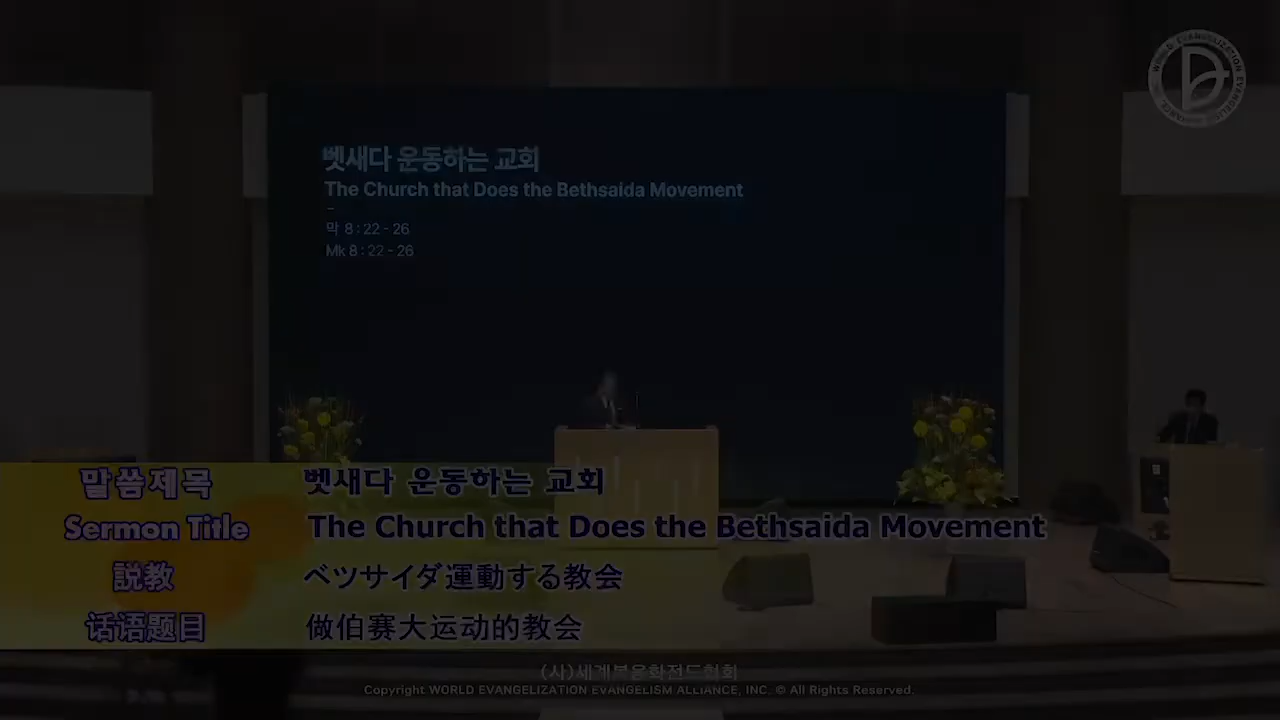 WORLD EVANGELIZATION EVANGELISM ALLIANCE
벳새다 운동하는 교회
The Church that Does the Bethsaida Movement
막 8 : 22 - 26
Mk 8 : 22 - 26
말씀제목 벳새다 운동하는 교회
Sermon Title The Church that Does the Bethsaida Movement
説教 ベツサイダ運動する教会
话语题目 做伯赛大运动的教会
(사)세계복음화전도협회
Copyright WORLD EVANGELIZATION EVANGELISM ALLIANCE, INC. © All Rights Reserved.